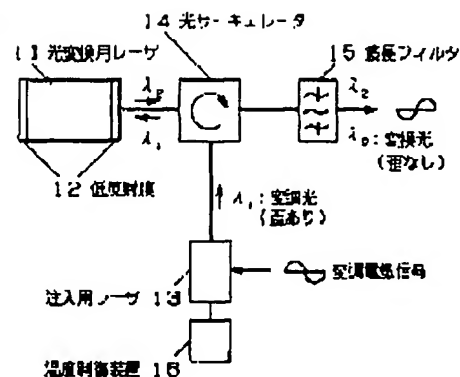 14 光サーキュレータ
11 光変換用レーザ
15 波長フィルタ
λp
λ1
λ2
λp:変換光
(歪なし)
12 低反射膜
λ1:変調光
(歪あり)
注入用レーザ 13
変調電気信号
温度制御装置 16